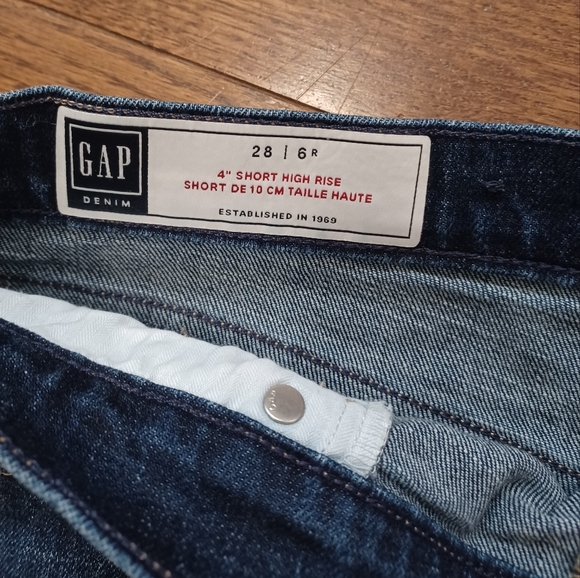 GAP
DENIM
28 | 6R
4" SHORT HIGH RISE
SHORT DE 10 CM TAILLE HAUTE
ESTABLISHED IN 1969